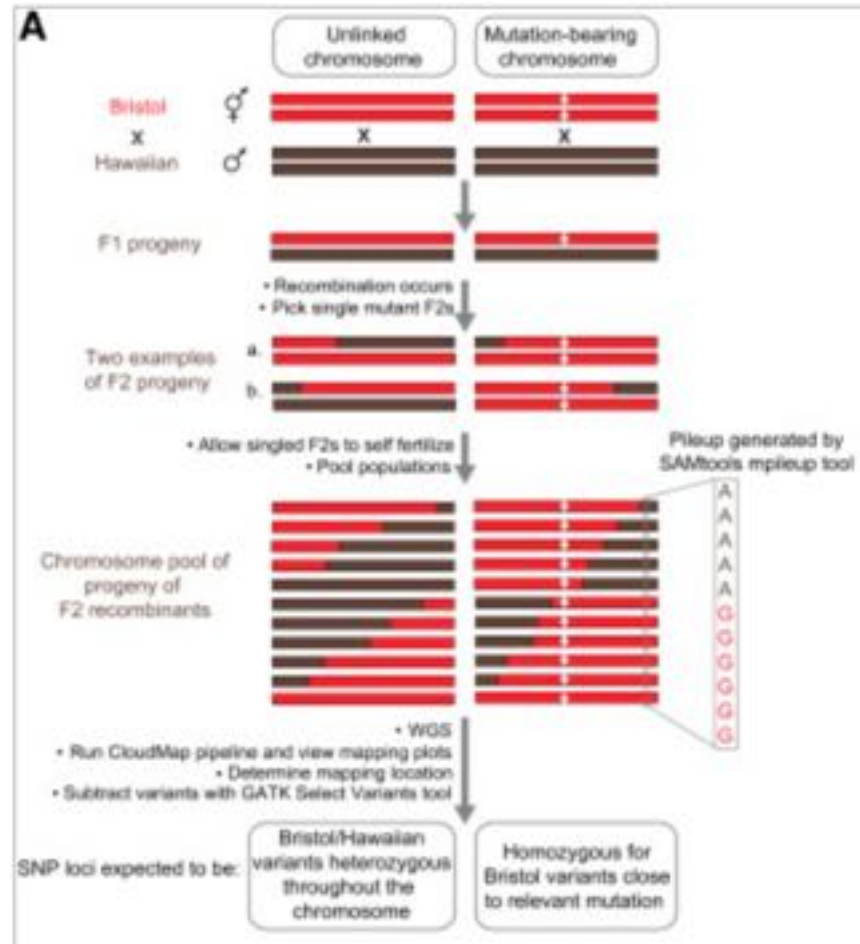 A
Unlinked
chromosome
Mutation-bearing
chromosome
Bristol
X
Hawaiian
X
X
F1 progeny
• Recombination occurs
• Pick single mutant F2s
Two examples
of F2 progeny
a.
b.
• Allow singled F2s to self fertilize
• Pool populations
Pileup generated by
SAMtools mpileup tool
Chromosome pool of
progeny of
F2 recombinants
A
A
A
A
A
A
G
G
G
G
G
G
G
• WGS
• Run CloudMap pipeline and view mapping plots
• Determine mapping location
• Subtract variants with GATK Select Variants tool
SNP loci expected to be:
Bristol/Hawaiian
variants heterozygous
throughout the
chromosome
Homozygous for
Bristol variants close
to relevant mutation